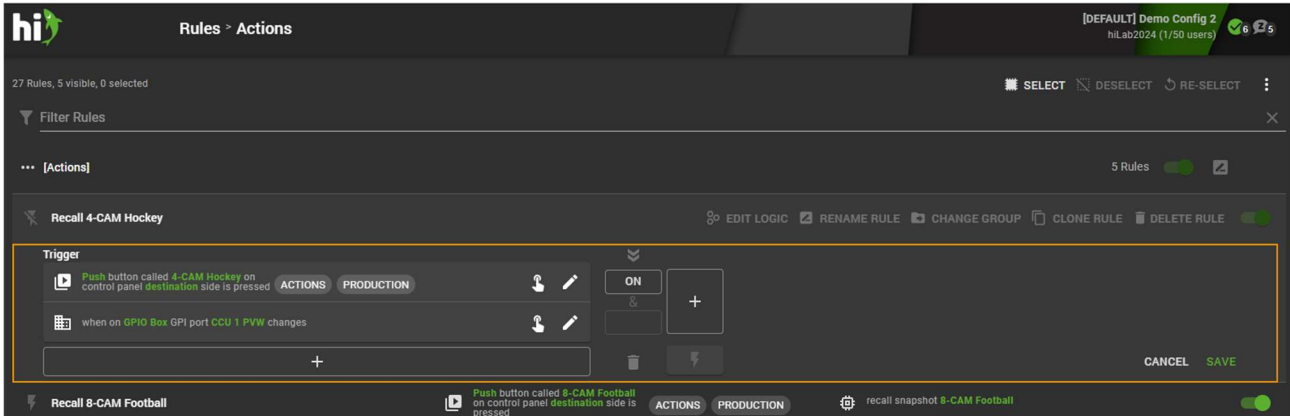 hi
Rules > Actions
[DEFAULT] Demo Config 2
hiLab2024 (1/50 users)
6 5
27 Rules, 5 visible, 0 selected
SELECT DESELECT RE-SELECT
Filter Rules
[Actions]
5 Rules
Recall 4-CAM Hockey
EDIT LOGIC RENAME RULE CHANGE GROUP CLONE RULE DELETE RULE
Trigger
Push button called 4-CAM Hockey on
control panel destination side is pressed ACTIONS PRODUCTION
ON
&
+
when on GPIO Box GPI port CCU 1 PVW changes
+
CANCEL SAVE
Recall 8-CAM Football
Push button called 8-CAM Football
on control panel destination side is
pressed
ACTIONS PRODUCTION
recall snapshot 8-CAM Football